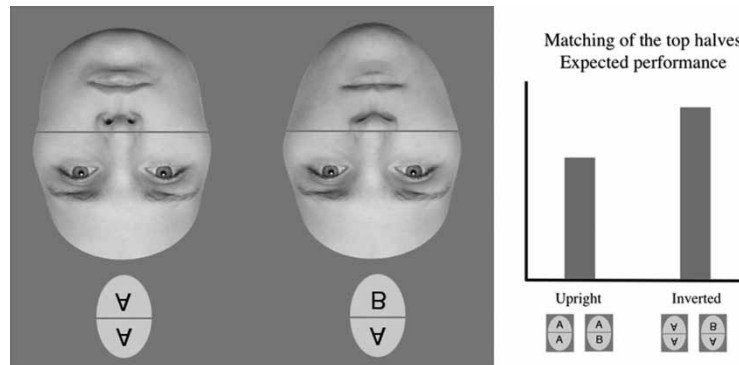 A
A
B
A
Matching of the top halves
Expected performance
Upright
Inverted
A A
A B
A B
A A